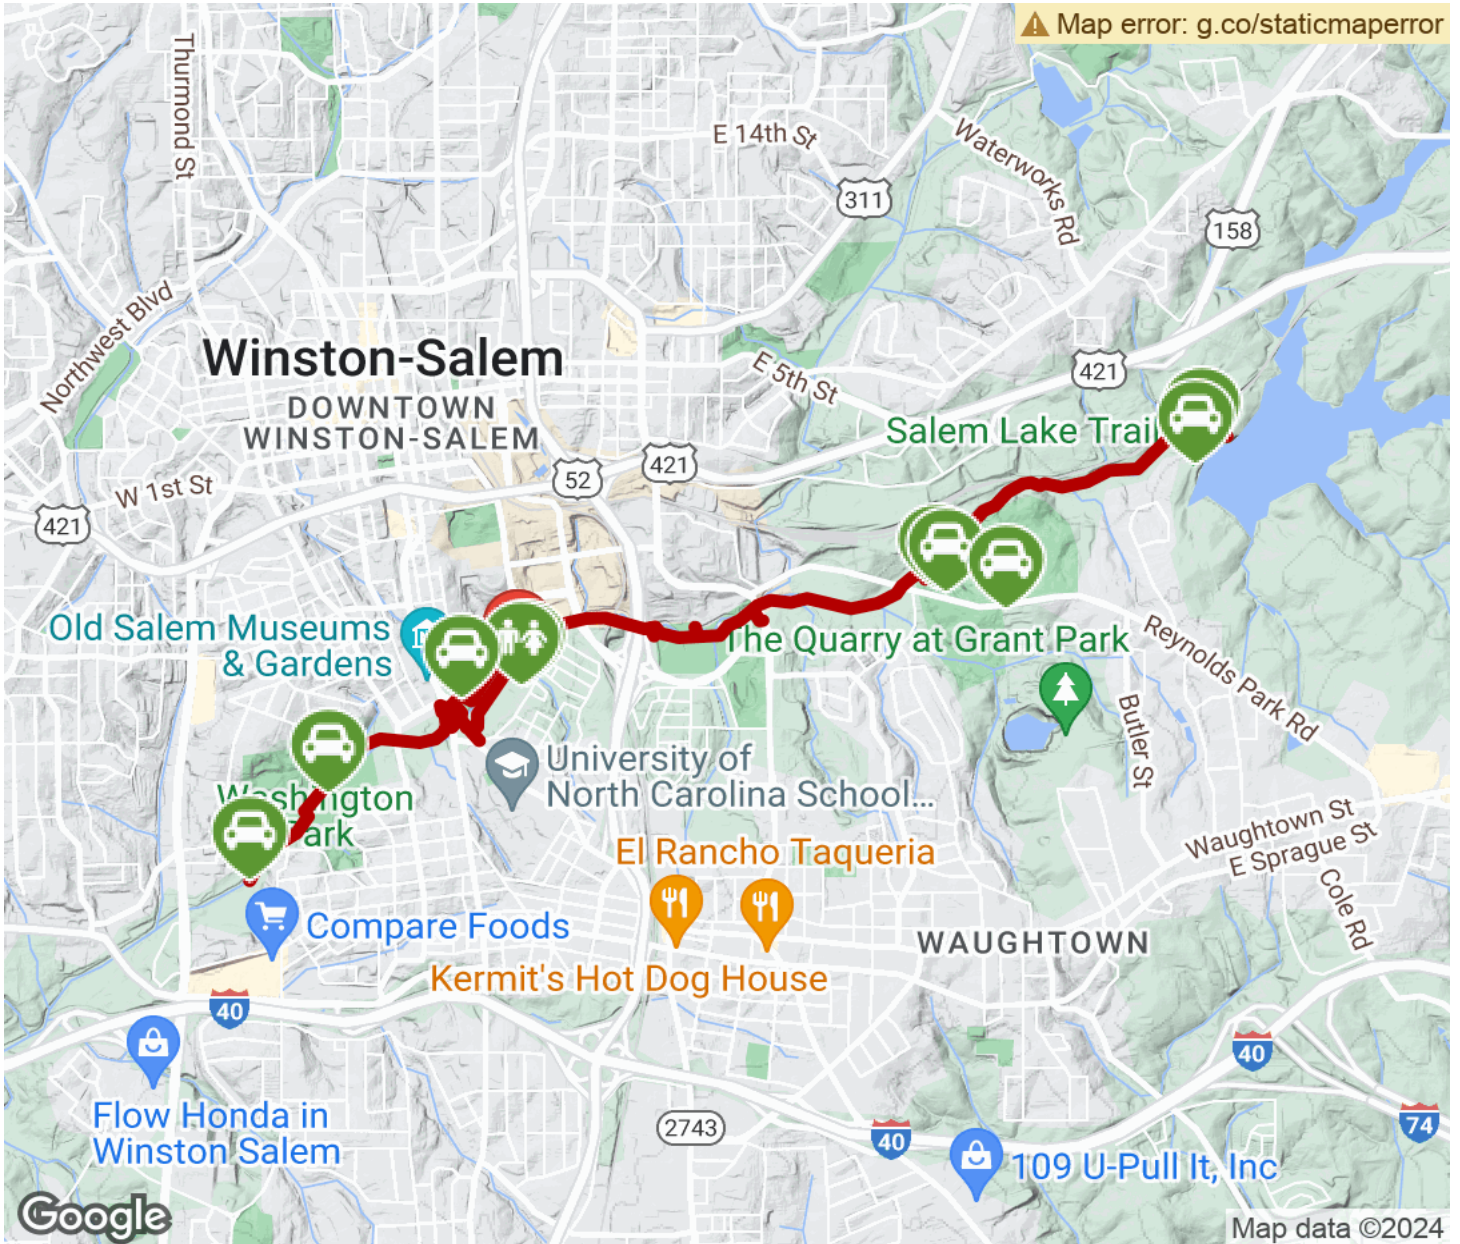 Map error: g.co/staticmaperror
Thurmond St
E 14th St
Waterworks Rd
311
158
Northwest Blvd
Winston-Salem
DOWNTOWN
WINSTON-SALEM
E 5th St
421
Salem Lake Trai
421
52
W 1st St
421
Old Salem Museums
& Gardens
The Quarry at Grant Park
Reynolds Park Rd
Butler St
University of
North Carolina School...
Washington
Park
Waughtown St
E Sprague St
Cole Rd
El Rancho Taqueria
Compare Foods
WAUGHTOWN
Kermit's Hot Dog House
40
40
Flow Honda in
Winston Salem
2743
40
74
109 U-Pull It, Inc
Google
Map data ©2024